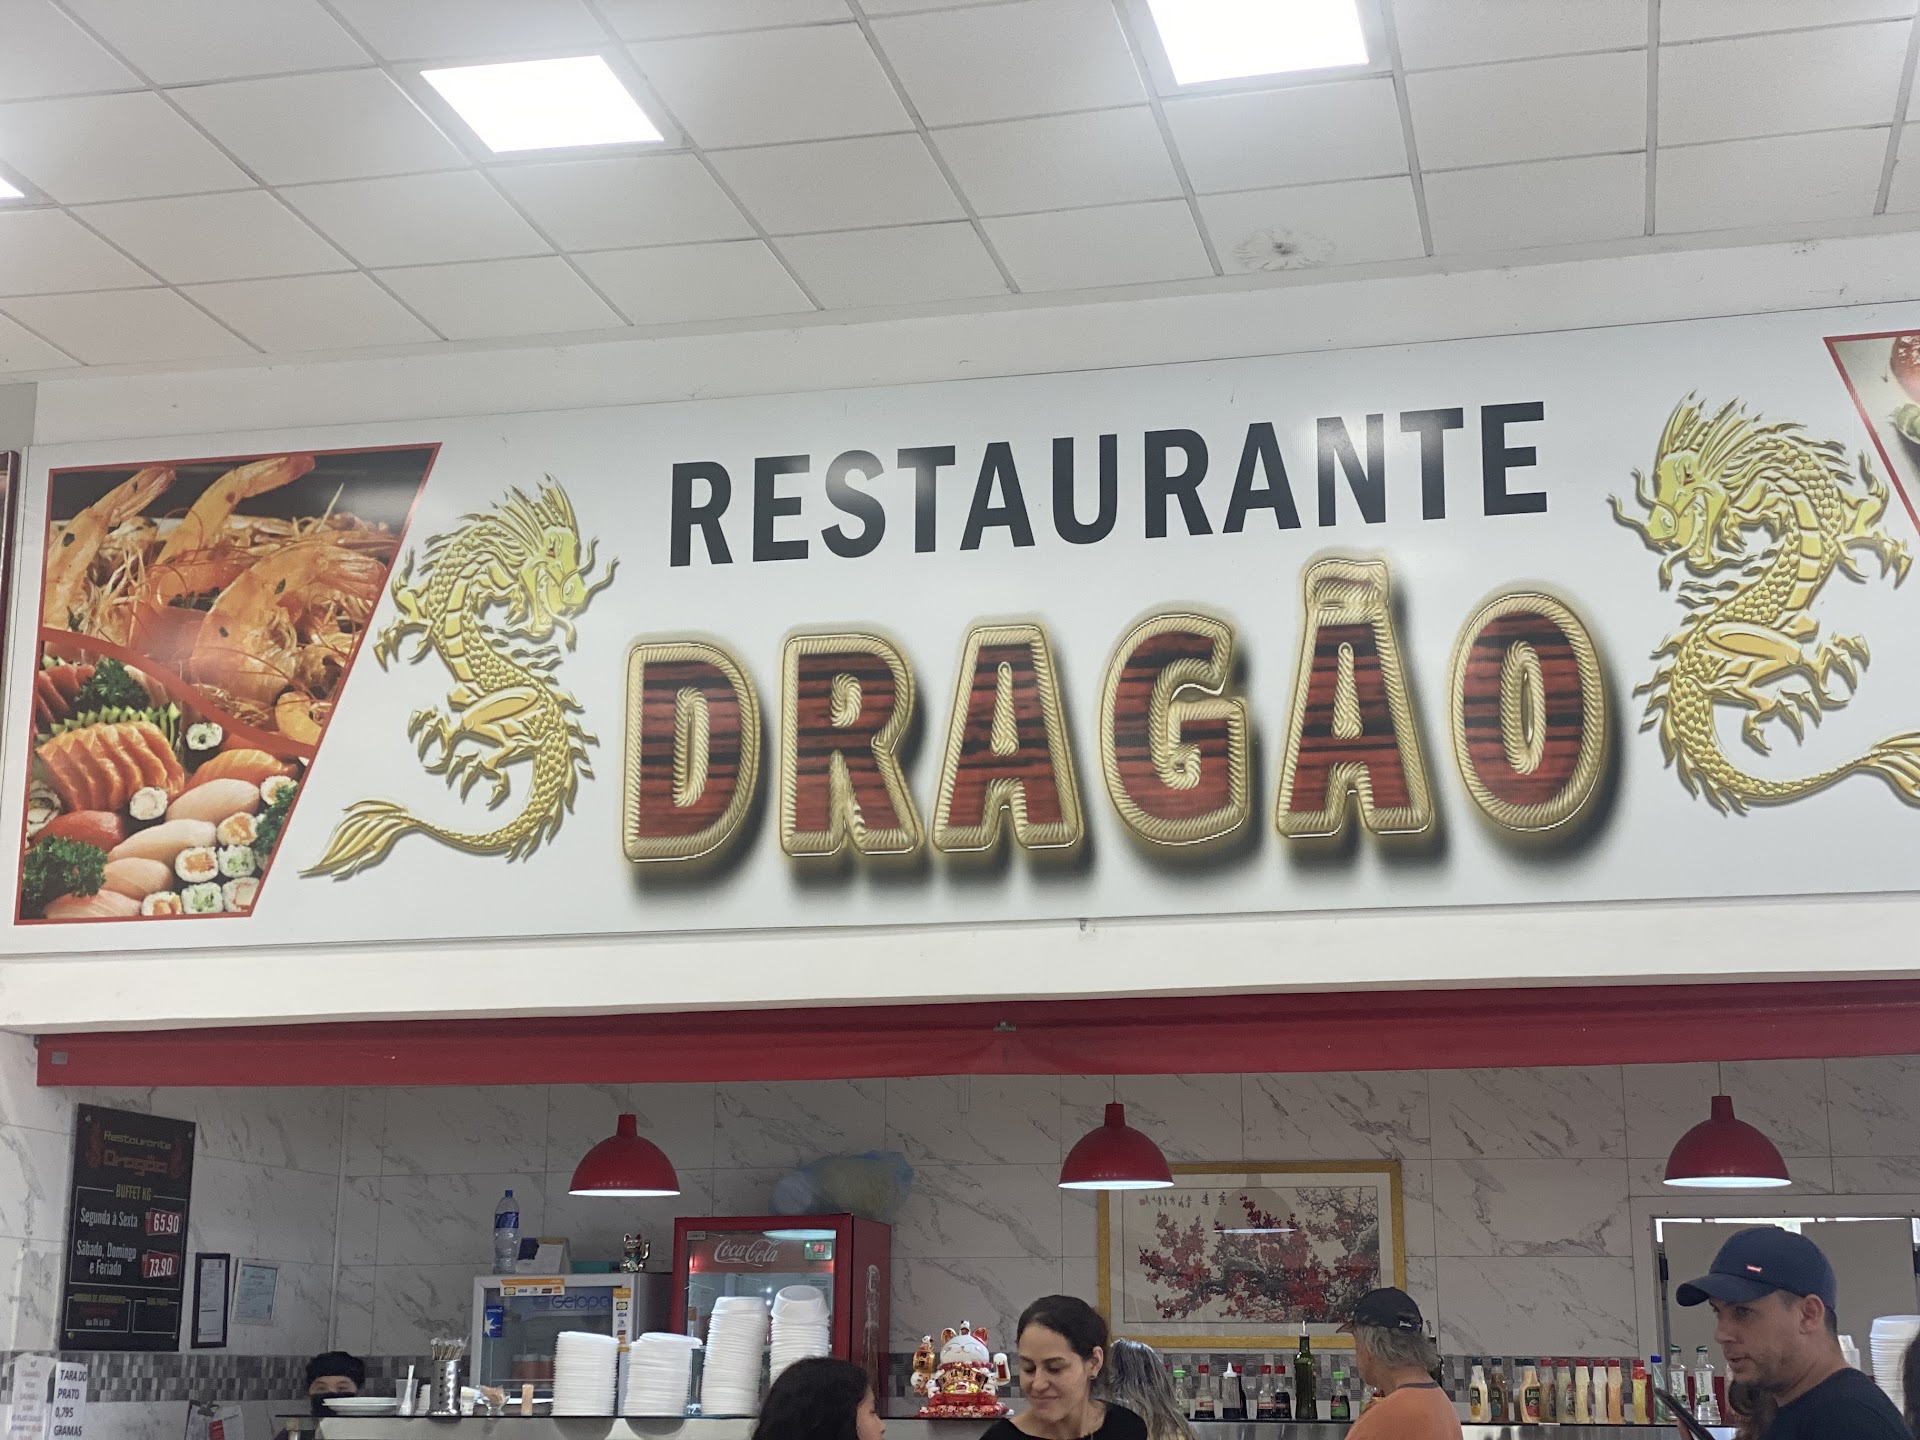 RESTAURANTE
DRAGÃO
Restaurante
Dragão
BUFFET KG
Segunda à Sexta 65.90
Sábado, Domingo
e Feriado 73.90
Coca-Cola
Gelopar
TARA DO
PRATO
0,795
GRAMAS